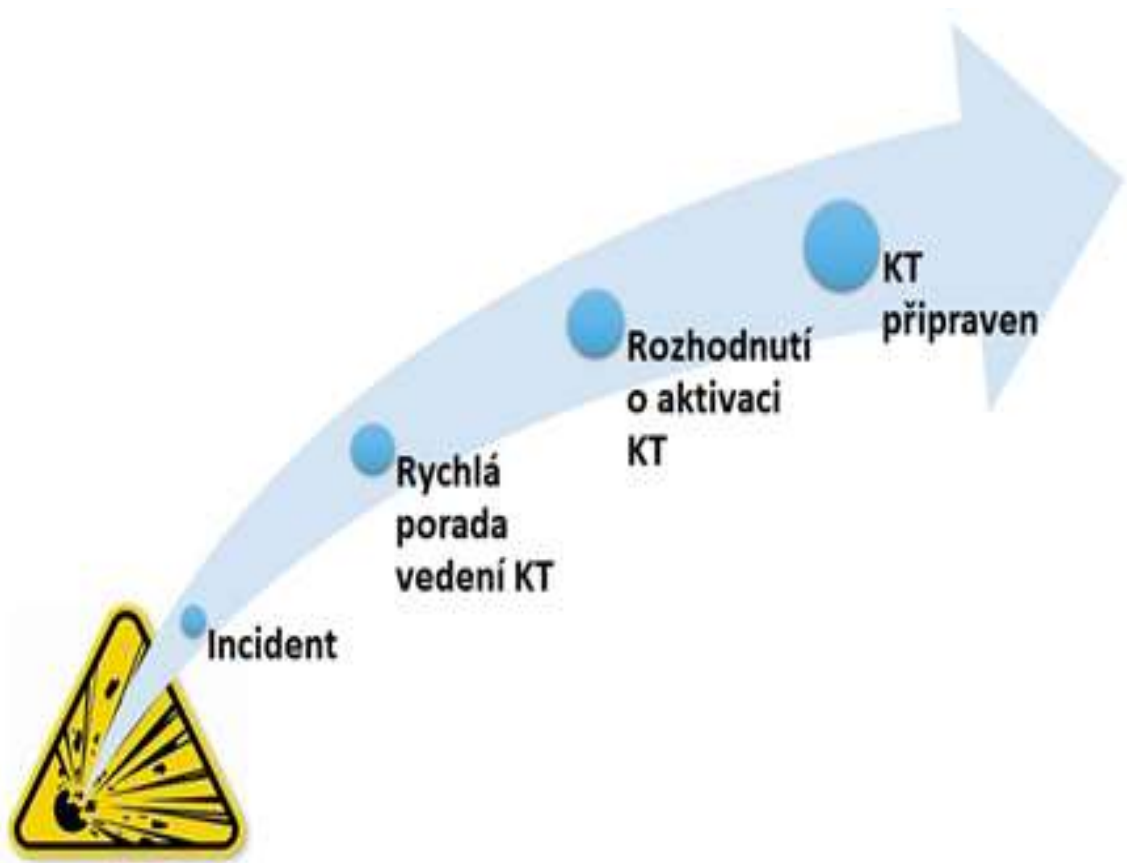 Incident
Rychlá
porada
vedení KT
Rozhodnutí
o aktivaci
KT
KT
připraven